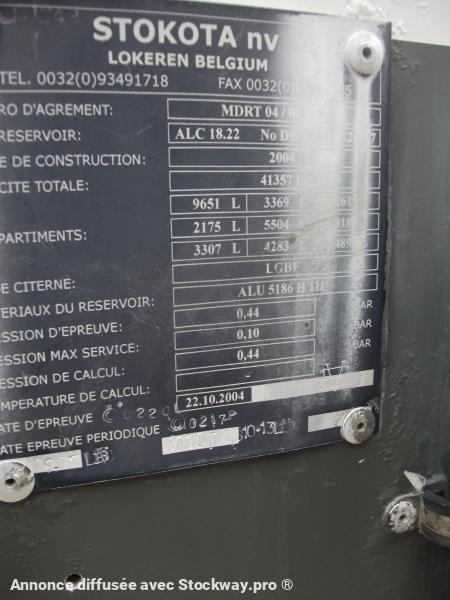 STOKOTA nv
LOKEREN BELGIUM
TEL. 0032(0)93491718 FAX 0032(0)
RO D'AGREMENT: MDRT 04/
RESERVOIR: ALC 18.22 No
E DE CONSTRUCTION: 2004
CITE TOTALE: 41357
9651 L 3369
PARTIMENTS: 2175 L 5504
3307 L 4283
DE CITERNE: LGBF
TERIAUX DU RESERVOIR: ALU 5186 H 111
ESSION D'EPREUVE: 0,44 BAR
ESSION MAX SERVICE: 0,10 BAR
ESSION DE CALCUL: 0,44 BAR
EMPERATURE DE CALCUL: -
ATE D'EPREUVE 22.10.2004
ATE EPREUVE PERIODIQUE
Annonce diffusée avec Stockway.pro ®